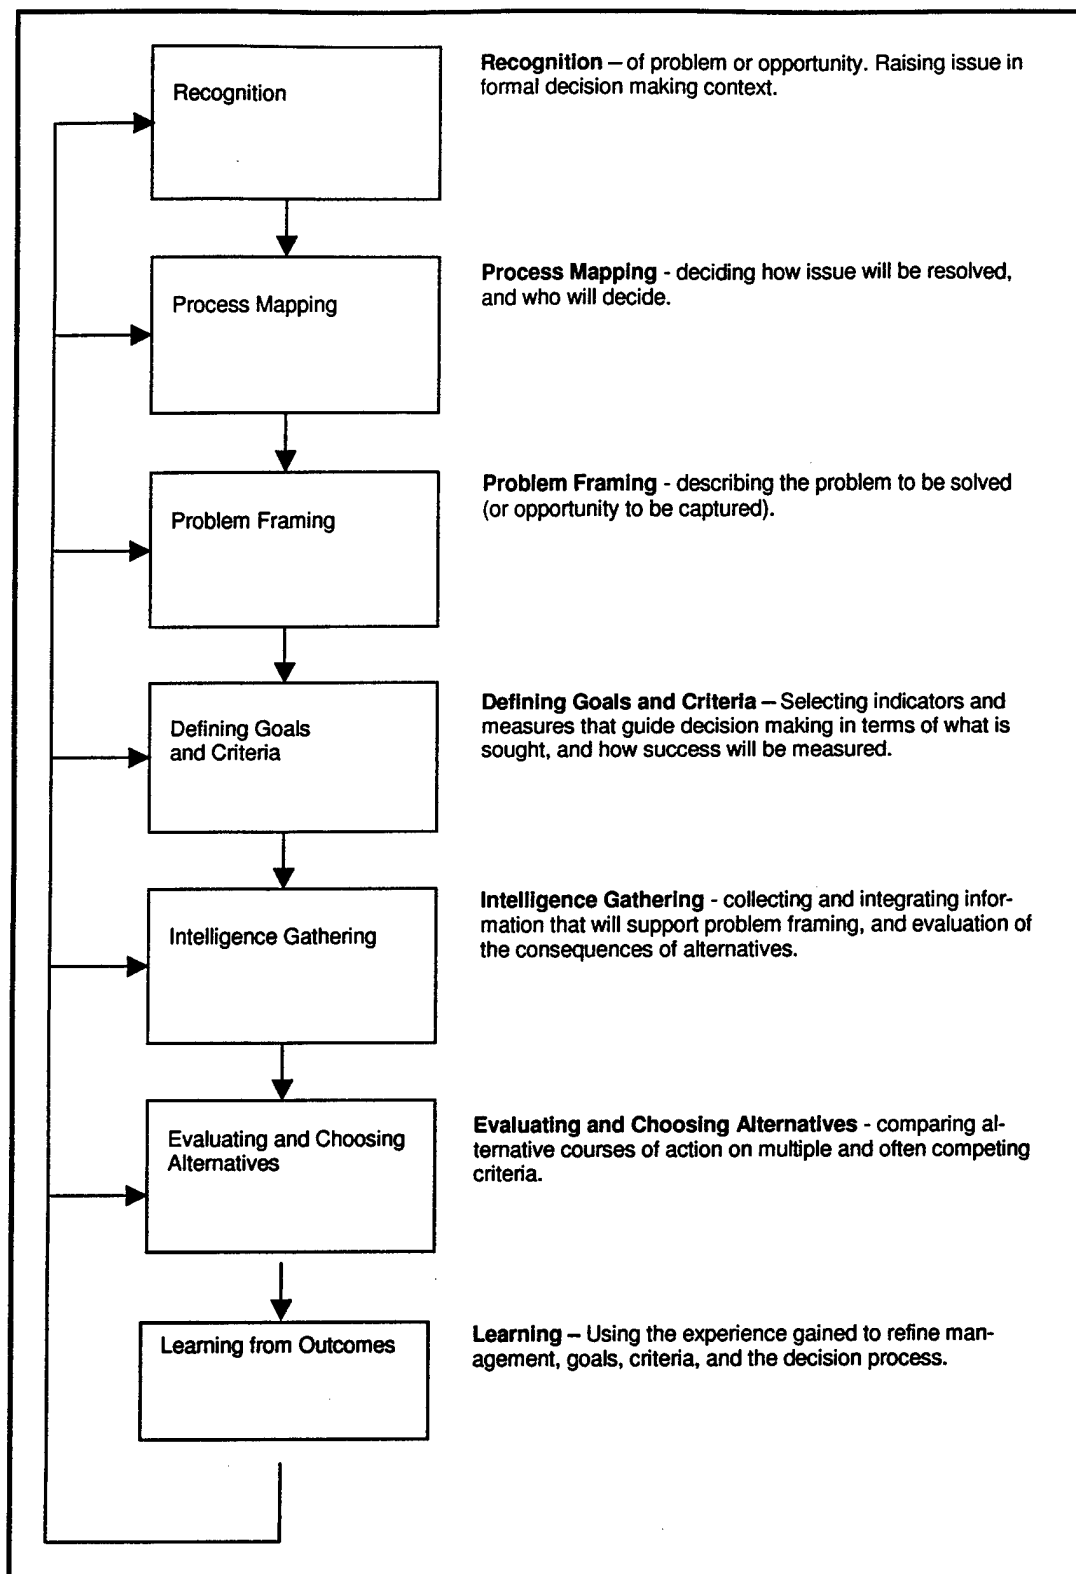 Recognition
Recognition – of problem or opportunity. Raising issue in
formal decision making context.
Process Mapping
Process Mapping - deciding how issue will be resolved,
and who will decide.
Problem Framing
Problem Framing - describing the problem to be solved
(or opportunity to be captured).
Defining Goals
and Criteria
Defining Goals and Criteria – Selecting indicators and
measures that guide decision making in terms of what is
sought, and how success will be measured.
Intelligence Gathering
Intelligence Gathering - collecting and integrating infor-
mation that will support problem framing, and evaluation of
the consequences of alternatives.
Evaluating and Choosing
Alternatives
Evaluating and Choosing Alternatives - comparing al-
ternative courses of action on multiple and often competing
criteria.
Learning from Outcomes
Learning – Using the experience gained to refine man-
agement, goals, criteria, and the decision process.